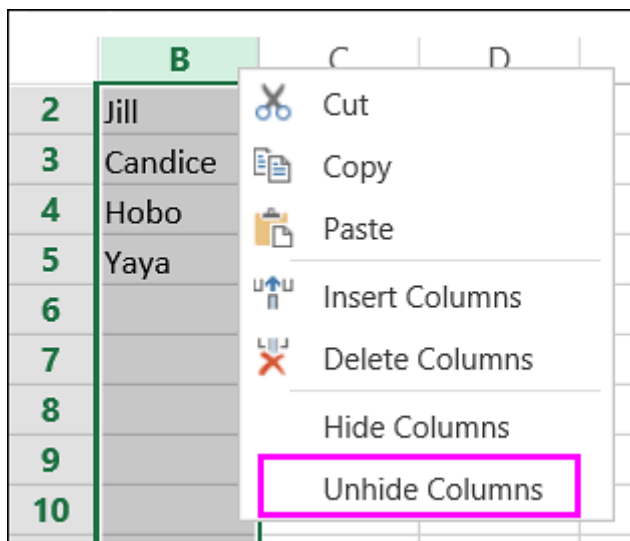 B C D
2 Jill
3 Candice
4 Hobo
5 Yaya
6
7
8
9
10
Cut
Copy
Paste
Insert Columns
Delete Columns
Hide Columns
Unhide Columns